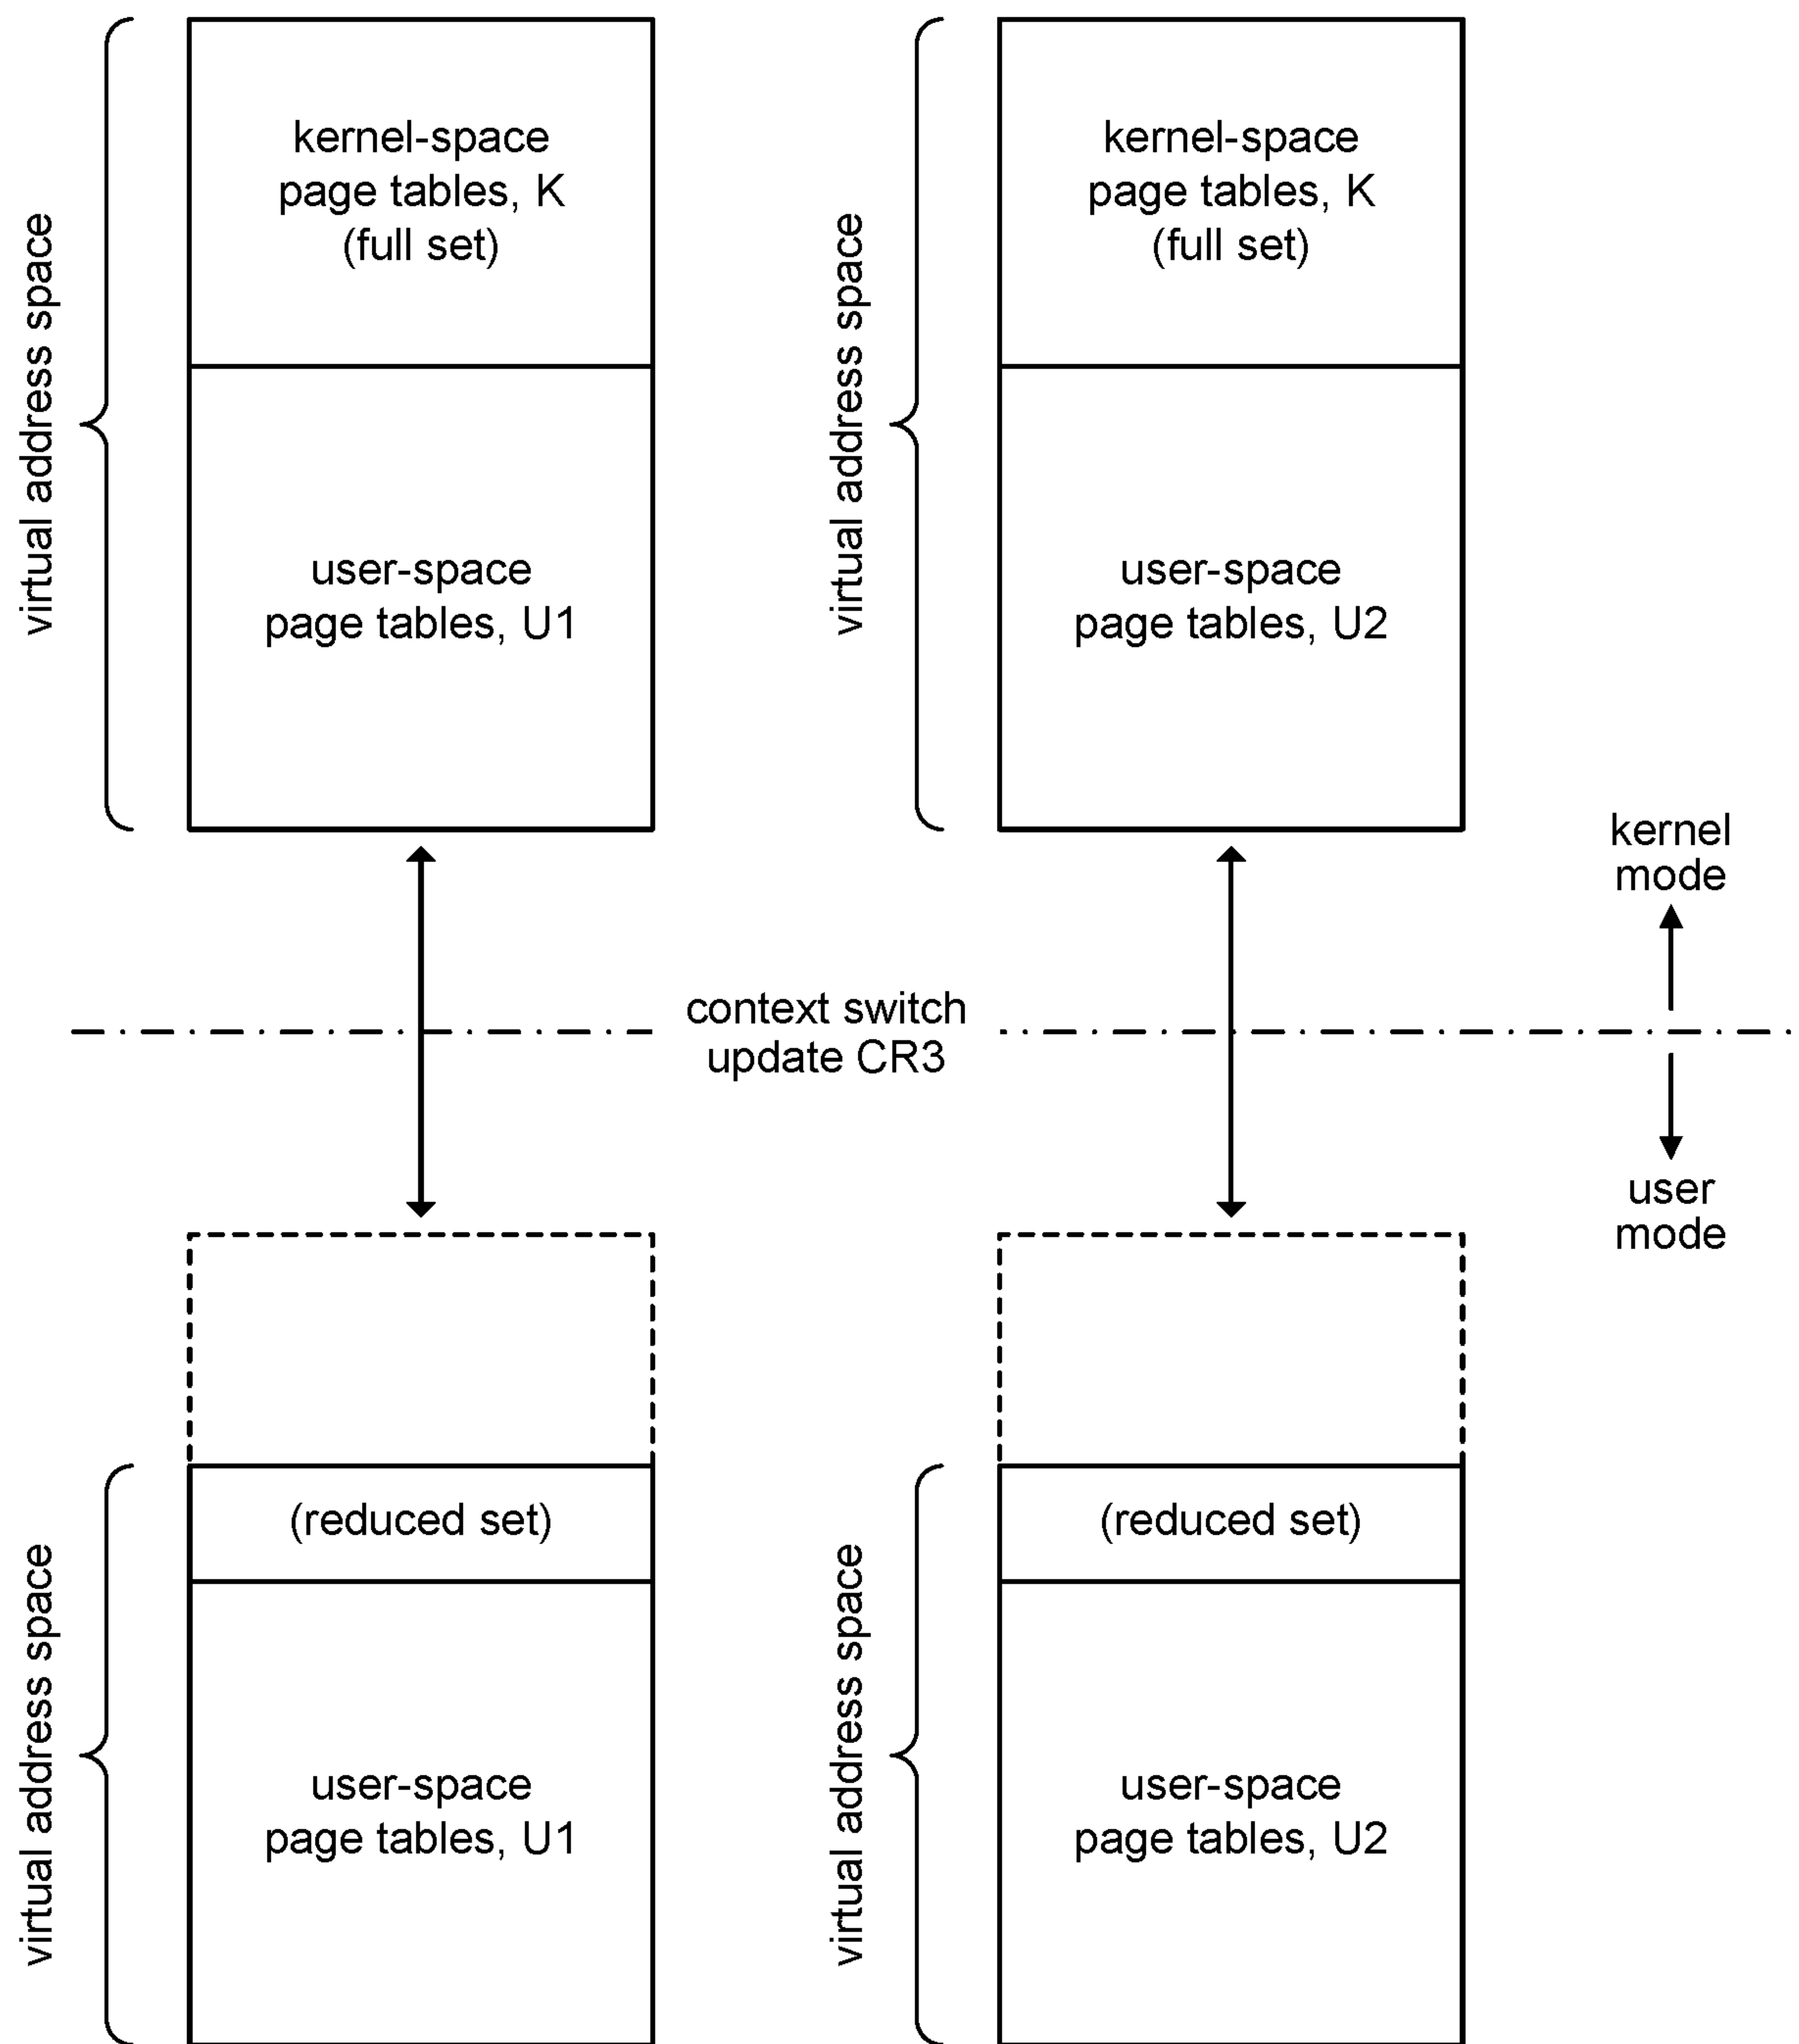 virtual address space
kernel-space
page tables, K
(full set)
user-space
page tables, U1
virtual address space
kernel-space
page tables, K
(full set)
user-space
page tables, U2
kernel
mode
context switch
update CR3
user
mode
virtual address space
(reduced set)
user-space
page tables, U1
virtual address space
(reduced set)
user-space
page tables, U2